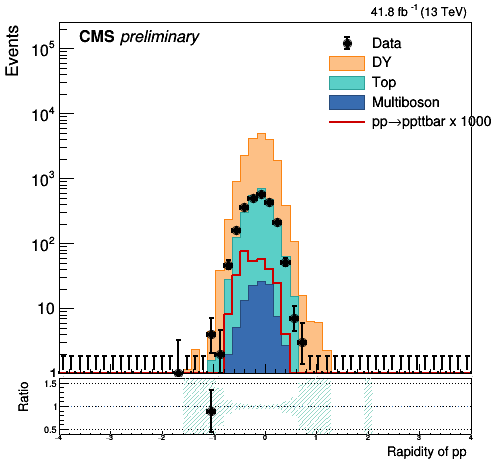 41.8 fb⁻¹ (13 TeV)
CMS preliminary
Events
10⁵
10⁴
10³
10²
10
1
Data
DY
Top
Multiboson
pp→ppttbar x 1000
Ratio
1.5
1
0.5
-4 -3 -2 -1 0 1 2 3 4
Rapidity of pp